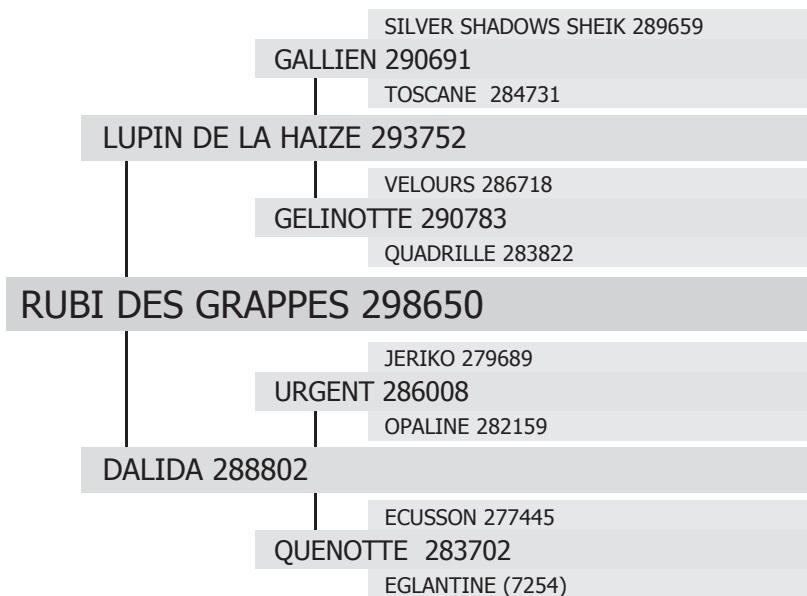 SILVER SHADOWS SHEIK 289659
GALLIEN 290691
TOSCANE 284731
LUPIN DE LA HAIZE 293752
VELOURS 286718
GELINOTTE 290783
QUADRILLE 283822
RUBI DES GRAPPES 298650
JERIKO 279689
URGENT 286008
OPALINE 282159
DALIDA 288802
ECUSSON 277445
QUENOTTE 283702
EGLANTINE (7254)